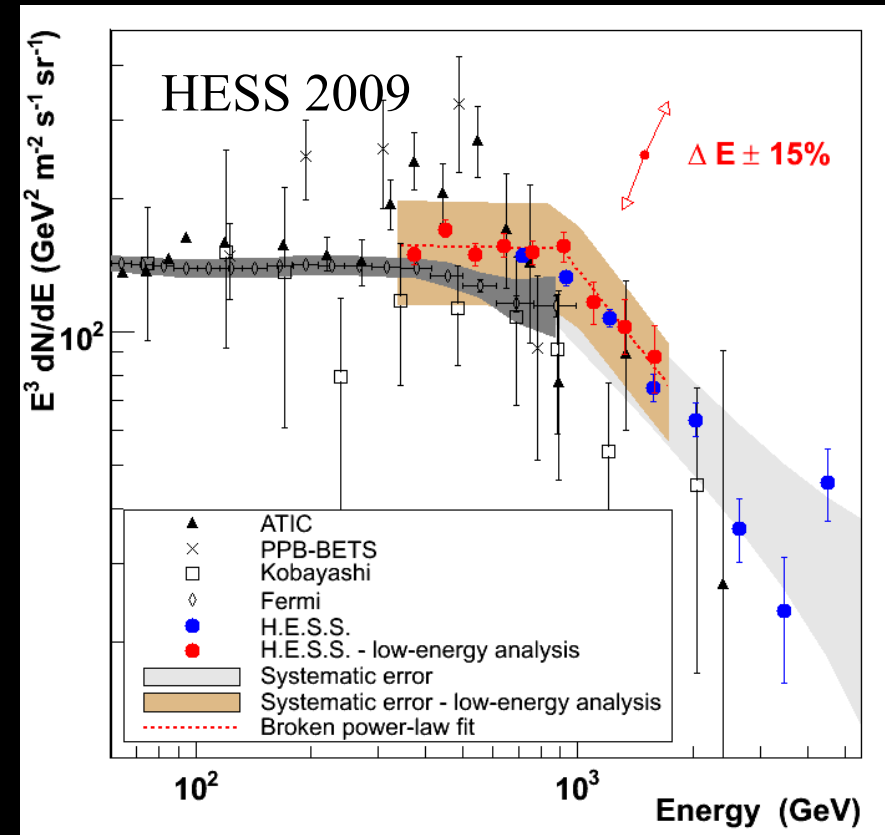 HESS 2009
E³ dN/dE (GeV² m⁻² s⁻¹ sr⁻¹)
Δ E ± 15%
10²
ATIC
PPB-BETS
Kobayashi
Fermi
H.E.S.S.
H.E.S.S. - low-energy analysis
Systematic error
Systematic error - low-energy analysis
Broken power-law fit
10²
10³
Energy (GeV)